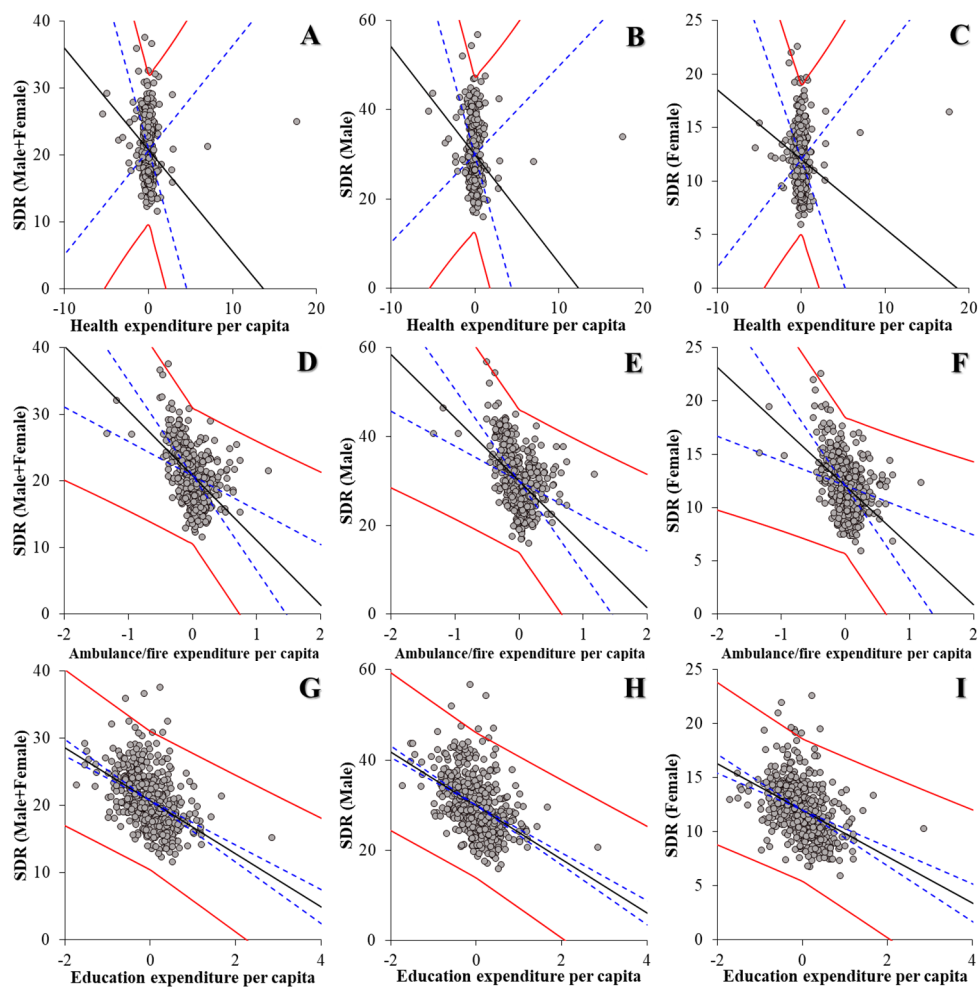 A
SDR (Male+Female)
40
30
20
10
0
-10 0 10 20
Health expenditure per capita
B
SDR (Male)
60
40
20
0
-10 0 10 20
Health expenditure per capita
C
SDR (Female)
25
20
15
10
5
0
-10 0 10 20
Health expenditure per capita
D
SDR (Male+Female)
40
30
20
10
0
-2 -1 0 1 2
Ambulance/fire expenditure per capita
E
SDR (Male)
60
40
20
0
-2 -1 0 1 2
Ambulance/fire expenditure per capita
F
SDR (Female)
25
20
15
10
5
0
-2 -1 0 1 2
Ambulance/fire expenditure per capita
G
SDR (Male+Female)
40
30
20
10
0
-2 0 2 4
Education expenditure per capita
H
SDR (Male)
60
40
20
0
-2 0 2 4
Education expenditure per capita
I
SDR (Female)
25
20
15
10
5
0
-2 0 2 4
Education expenditure per capita